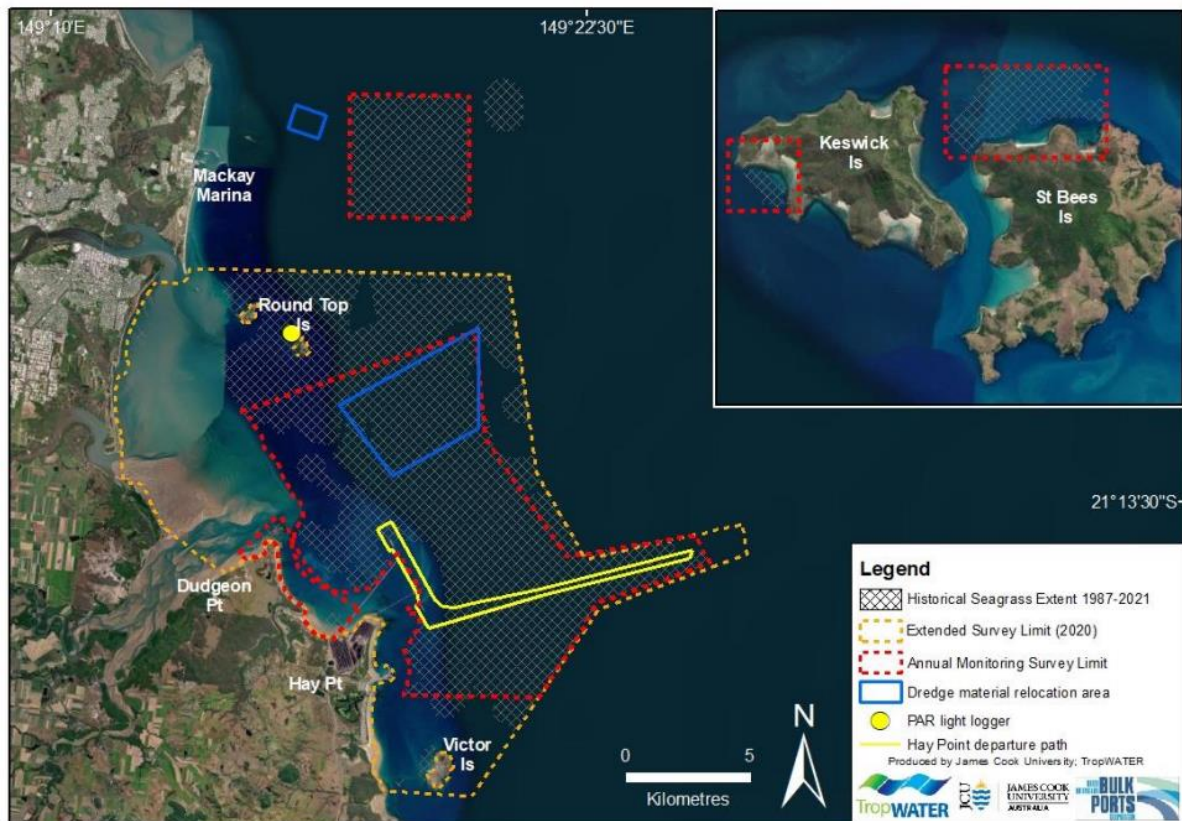 149°10'E
149°22'30"E
Mackay
Marina
Round Top
Is
Dudgeon
Pt
Hay Pt
Victor
Is
Keswick
Is
St Bees
Is
21°13'30"S
N
0 5
Kilometres
Legend
Historical Seagrass Extent 1987-2021
Extended Survey Limit (2020)
Annual Monitoring Survey Limit
Dredge material relocation area
PAR light logger
Hay Point departure path
Produced by James Cook University; TropWATER
TropWATER
JCU
JAMES COOK
UNIVERSITY
AUSTRALIA
BULK
PORTS